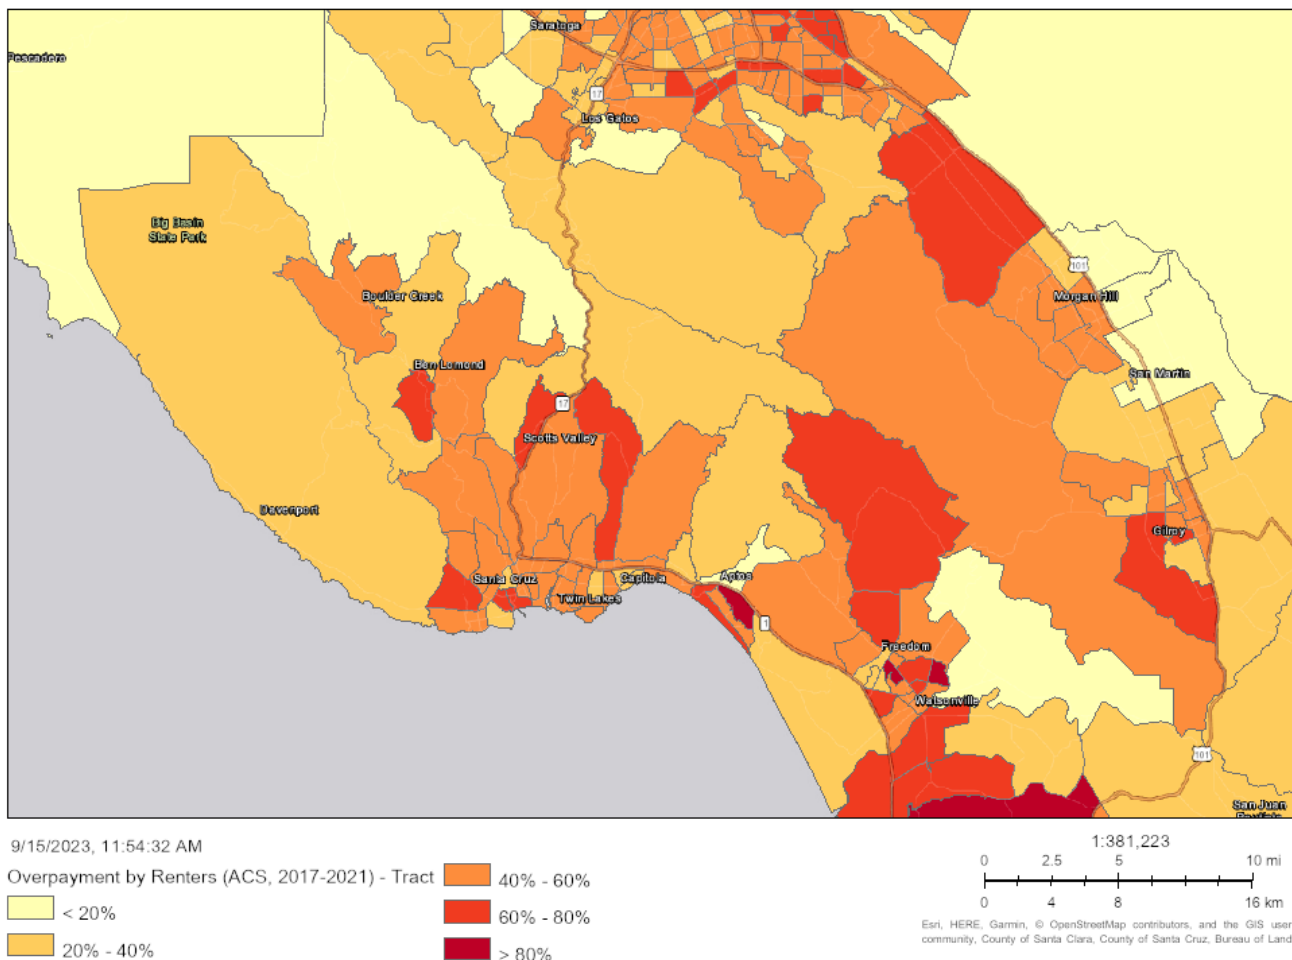 Saratoga
Pescadero
17
Los Gatos
Big Basin
State Park
101
Boulder Creek
Morgan Hill
Ben Lomond
San Martin
17
Scotts Valley
Davenport
Gilroy
Santa Cruz
Capitola
Aptos
Twin Lakes
1
Freedom
Watsonville
101
San Juan
9/15/2023, 11:54:32 AM
Overpayment by Renters (ACS, 2017-2021) - Tract
< 20%
20% - 40%
40% - 60%
60% - 80%
> 80%
1:381,223
0 2.5 5 10 mi
0 4 8 16 km
Esri, HERE, Garmin, © OpenStreetMap contributors, and the GIS user
community, County of Santa Clara, County of Santa Cruz, Bureau of Land